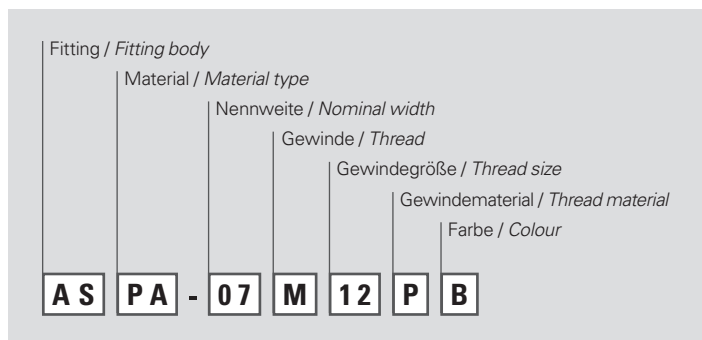 Fitting / Fitting body
Material / Material type
Nennweite / Nominal width
Gewinde / Thread
Gewindegröße / Thread size
Gewindematerial / Thread material
Farbe / Colour
AS PA - 07 M 12 P B